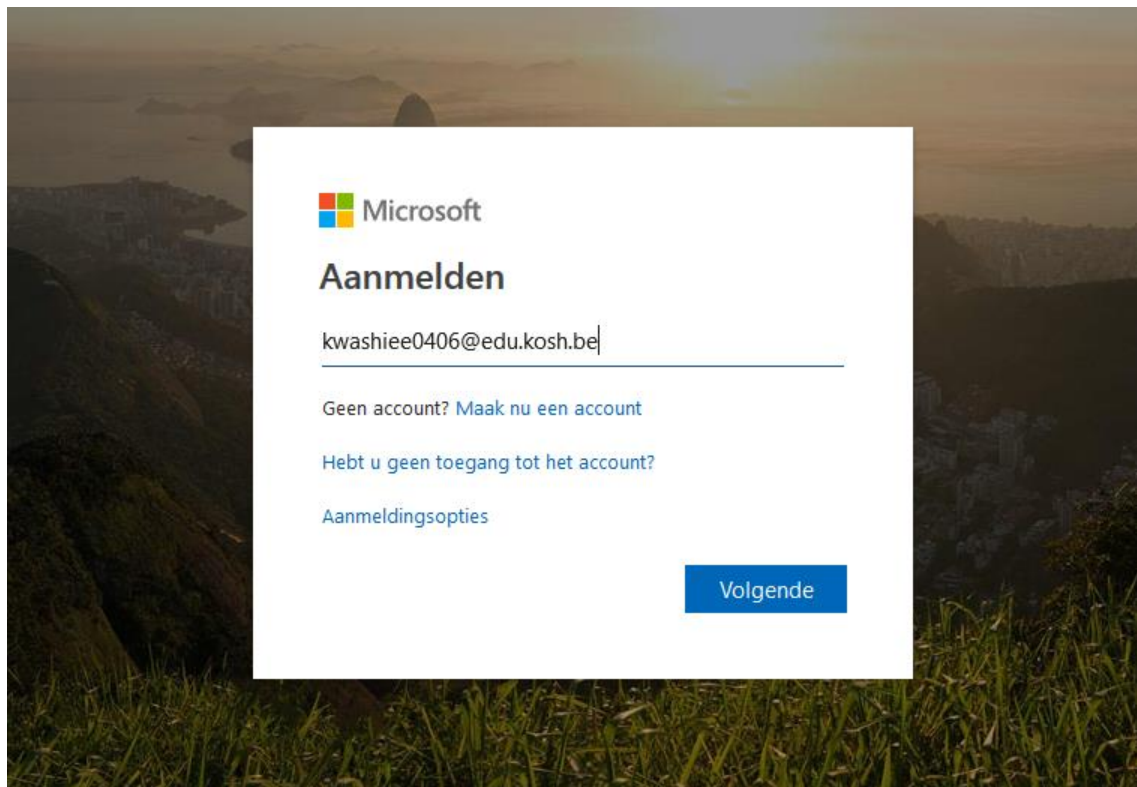 Microsoft
Aanmelden
kwashiee0406@edu.kosh.be
Geen account? Maak nu een account
Hebt u geen toegang tot het account?
Aanmeldingsopties
Volgende